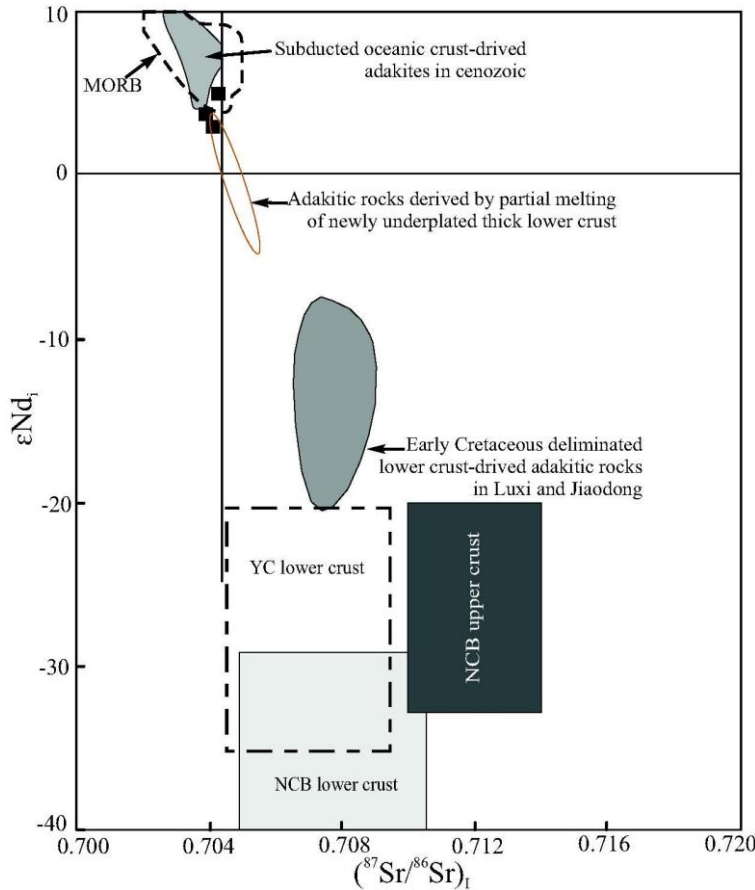 10
Subducted oceanic crust-drived
adakites in cenozoic
MORB
0
Adakitic rocks derived by partial melting
of newly underplated thick lower crust
-10
εNdᵢ
Early Cretaceous deliminated
lower crust-drived adakitic rocks
in Luxi and Jiaodong
-20
YC lower crust
NCB upper crust
-30
NCB lower crust
-40
0.700 0.704 0.708 0.712 0.716 0.720
(⁸⁷Sr/⁸⁶Sr)I